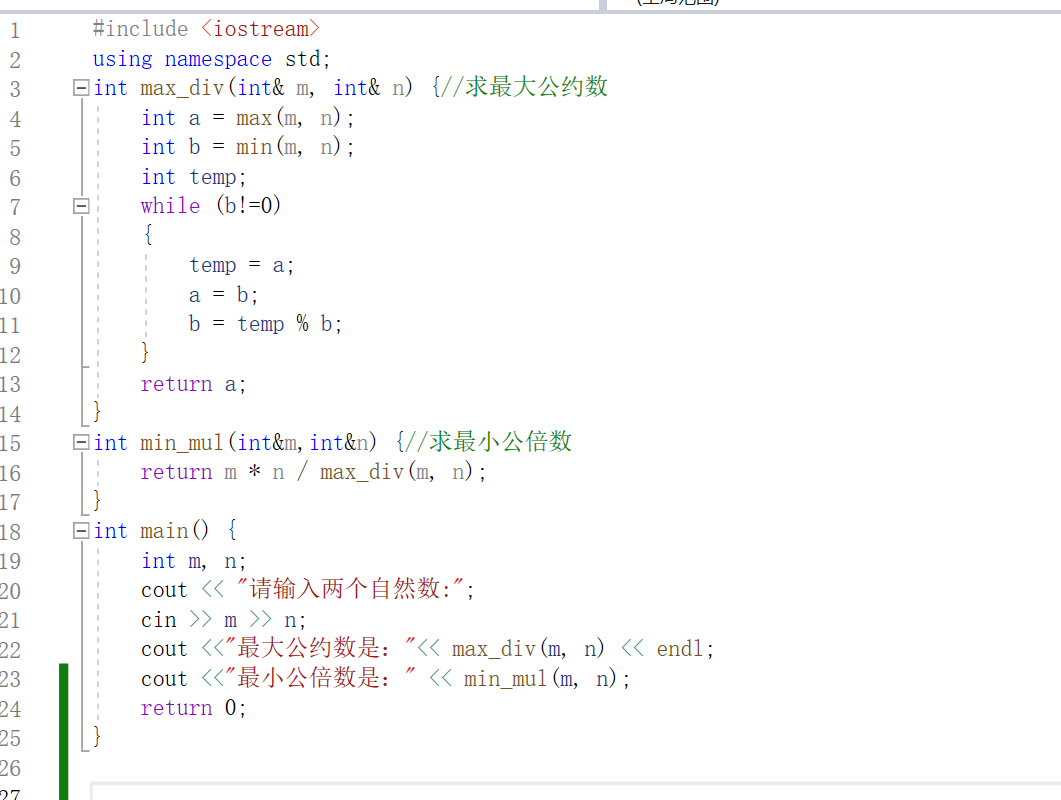 (全局范围)
1 #include <iostream>
2 using namespace std;
3 int max_div(int& m, int& n) {//求最大公约数
4 int a = max(m, n);
5 int b = min(m, n);
6 int temp;
7 while (b!=0)
8 {
9 temp = a;
10 a = b;
11 b = temp % b;
12 }
13 return a;
14 }
15 int min_mul(int&m,int&n) {//求最小公倍数
16 return m * n / max_div(m, n);
17 }
18 int main() {
19 int m, n;
20 cout << "请输入两个自然数:";
21 cin >> m >> n;
22 cout <<"最大公约数是："<< max_div(m, n) << endl;
23 cout <<"最小公倍数是：" << min_mul(m, n);
24 return 0;
25 }
26
27